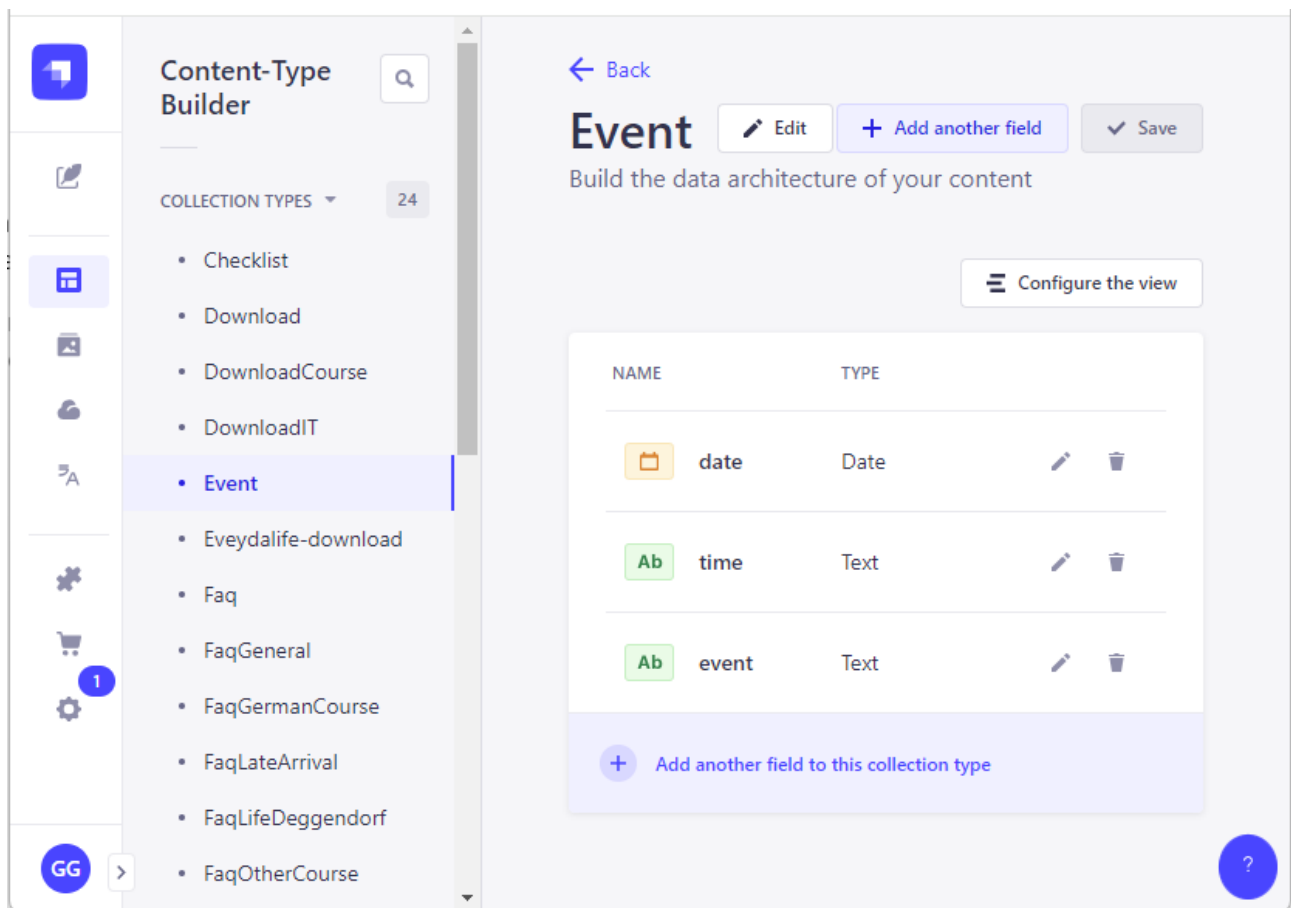 Content-Type
Builder
COLLECTION TYPES
24
Checklist
Download
DownloadCourse
DownloadIT
Event
Eveydalife-download
Faq
FaqGeneral
FaqGermanCourse
FaqLateArrival
FaqLifeDeggendorf
FaqOtherCourse
1
GG
Back
Event
Edit
Add another field
Save
Build the data architecture of your content
Configure the view
NAME TYPE
date Date
Ab time Text
Ab event Text
Add another field to this collection type
?